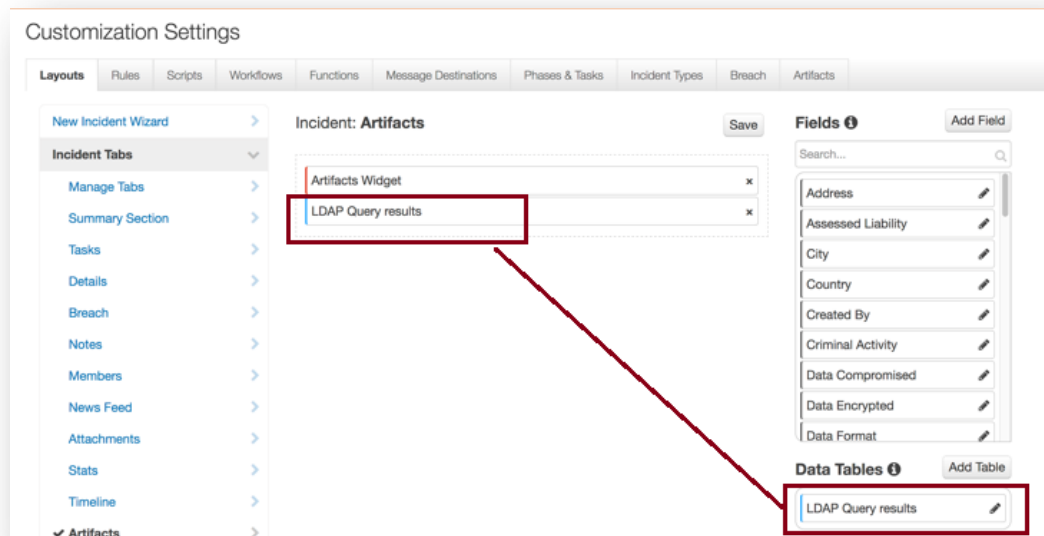 Customization Settings
Layouts Rules Scripts Workflows Functions Message Destinations Phases & Tasks Incident Types Breach Artifacts
New Incident Wizard
Incident Tabs
Manage Tabs
Summary Section
Tasks
Details
Breach
Notes
Members
News Feed
Attachments
Stats
Timeline
Artifacts
Incident: Artifacts
Save
Artifacts Widget
LDAP Query results
Fields
Add Field
Search...
Address
Assessed Liability
City
Country
Created By
Criminal Activity
Data Compromised
Data Encrypted
Data Format
Data Tables
Add Table
LDAP Query results